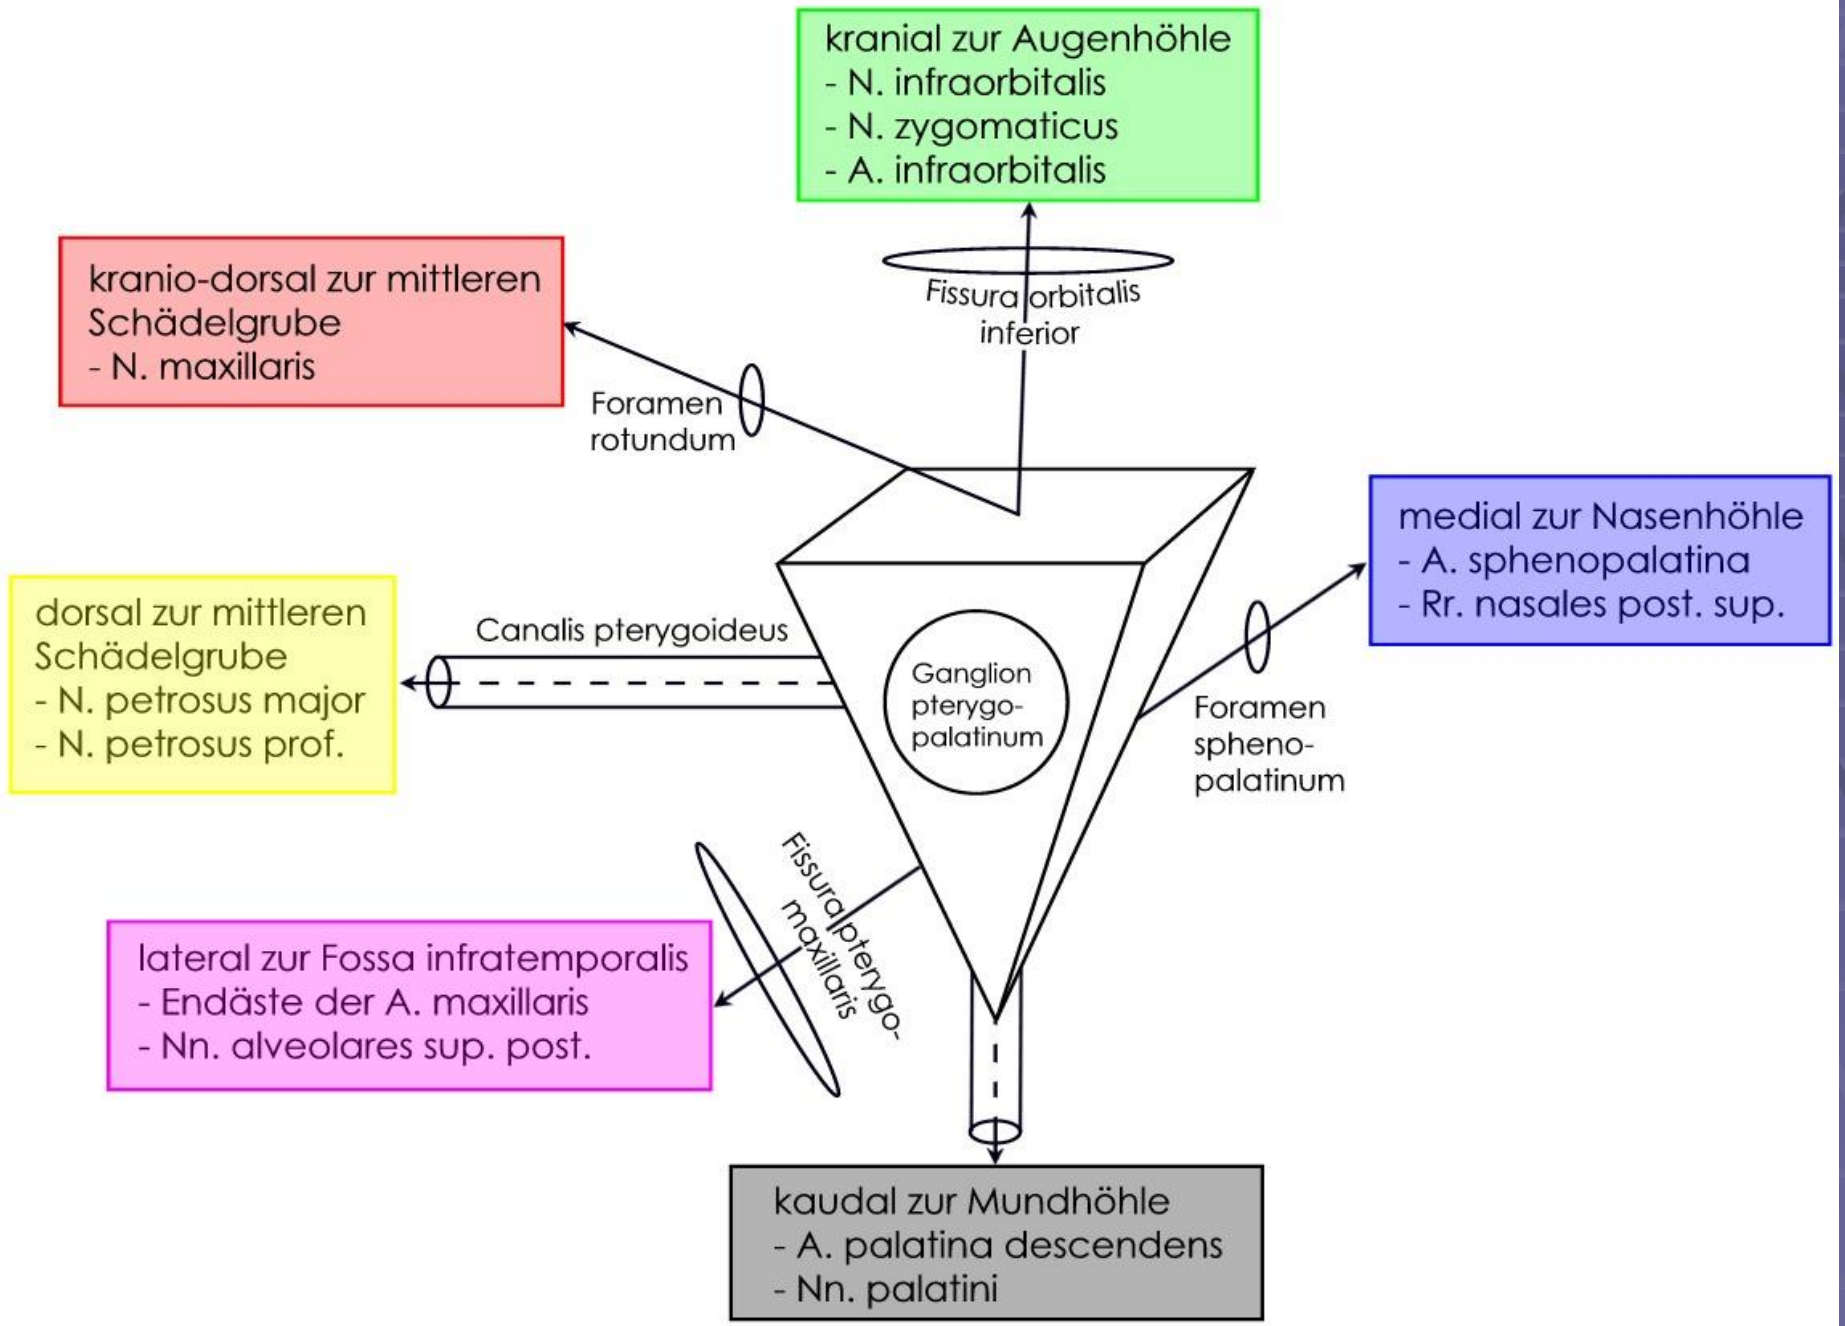 kranial zur Augenhöhle
- N. infraorbitalis
- N. zygomaticus
- A. infraorbitalis
kranio-dorsal zur mittleren
Schädelgrube
- N. maxillaris
Fissura orbitalis
inferior
Foramen
rotundum
medial zur Nasenhöhle
- A. sphenopalatina
- Rr. nasales post. sup.
dorsal zur mittleren
Schädelgrube
- N. petrosus major
- N. petrosus prof.
Canalis pterygoideus
Ganglion
pterygo-
palatinum
Foramen
spheno-
palatinum
Fissura pterygo-
maxillaris
lateral zur Fossa infratemporalis
- Endäste der A. maxillaris
- Nn. alveolares sup. post.
kaudal zur Mundhöhle
- A. palatina descendens
- Nn. palatini